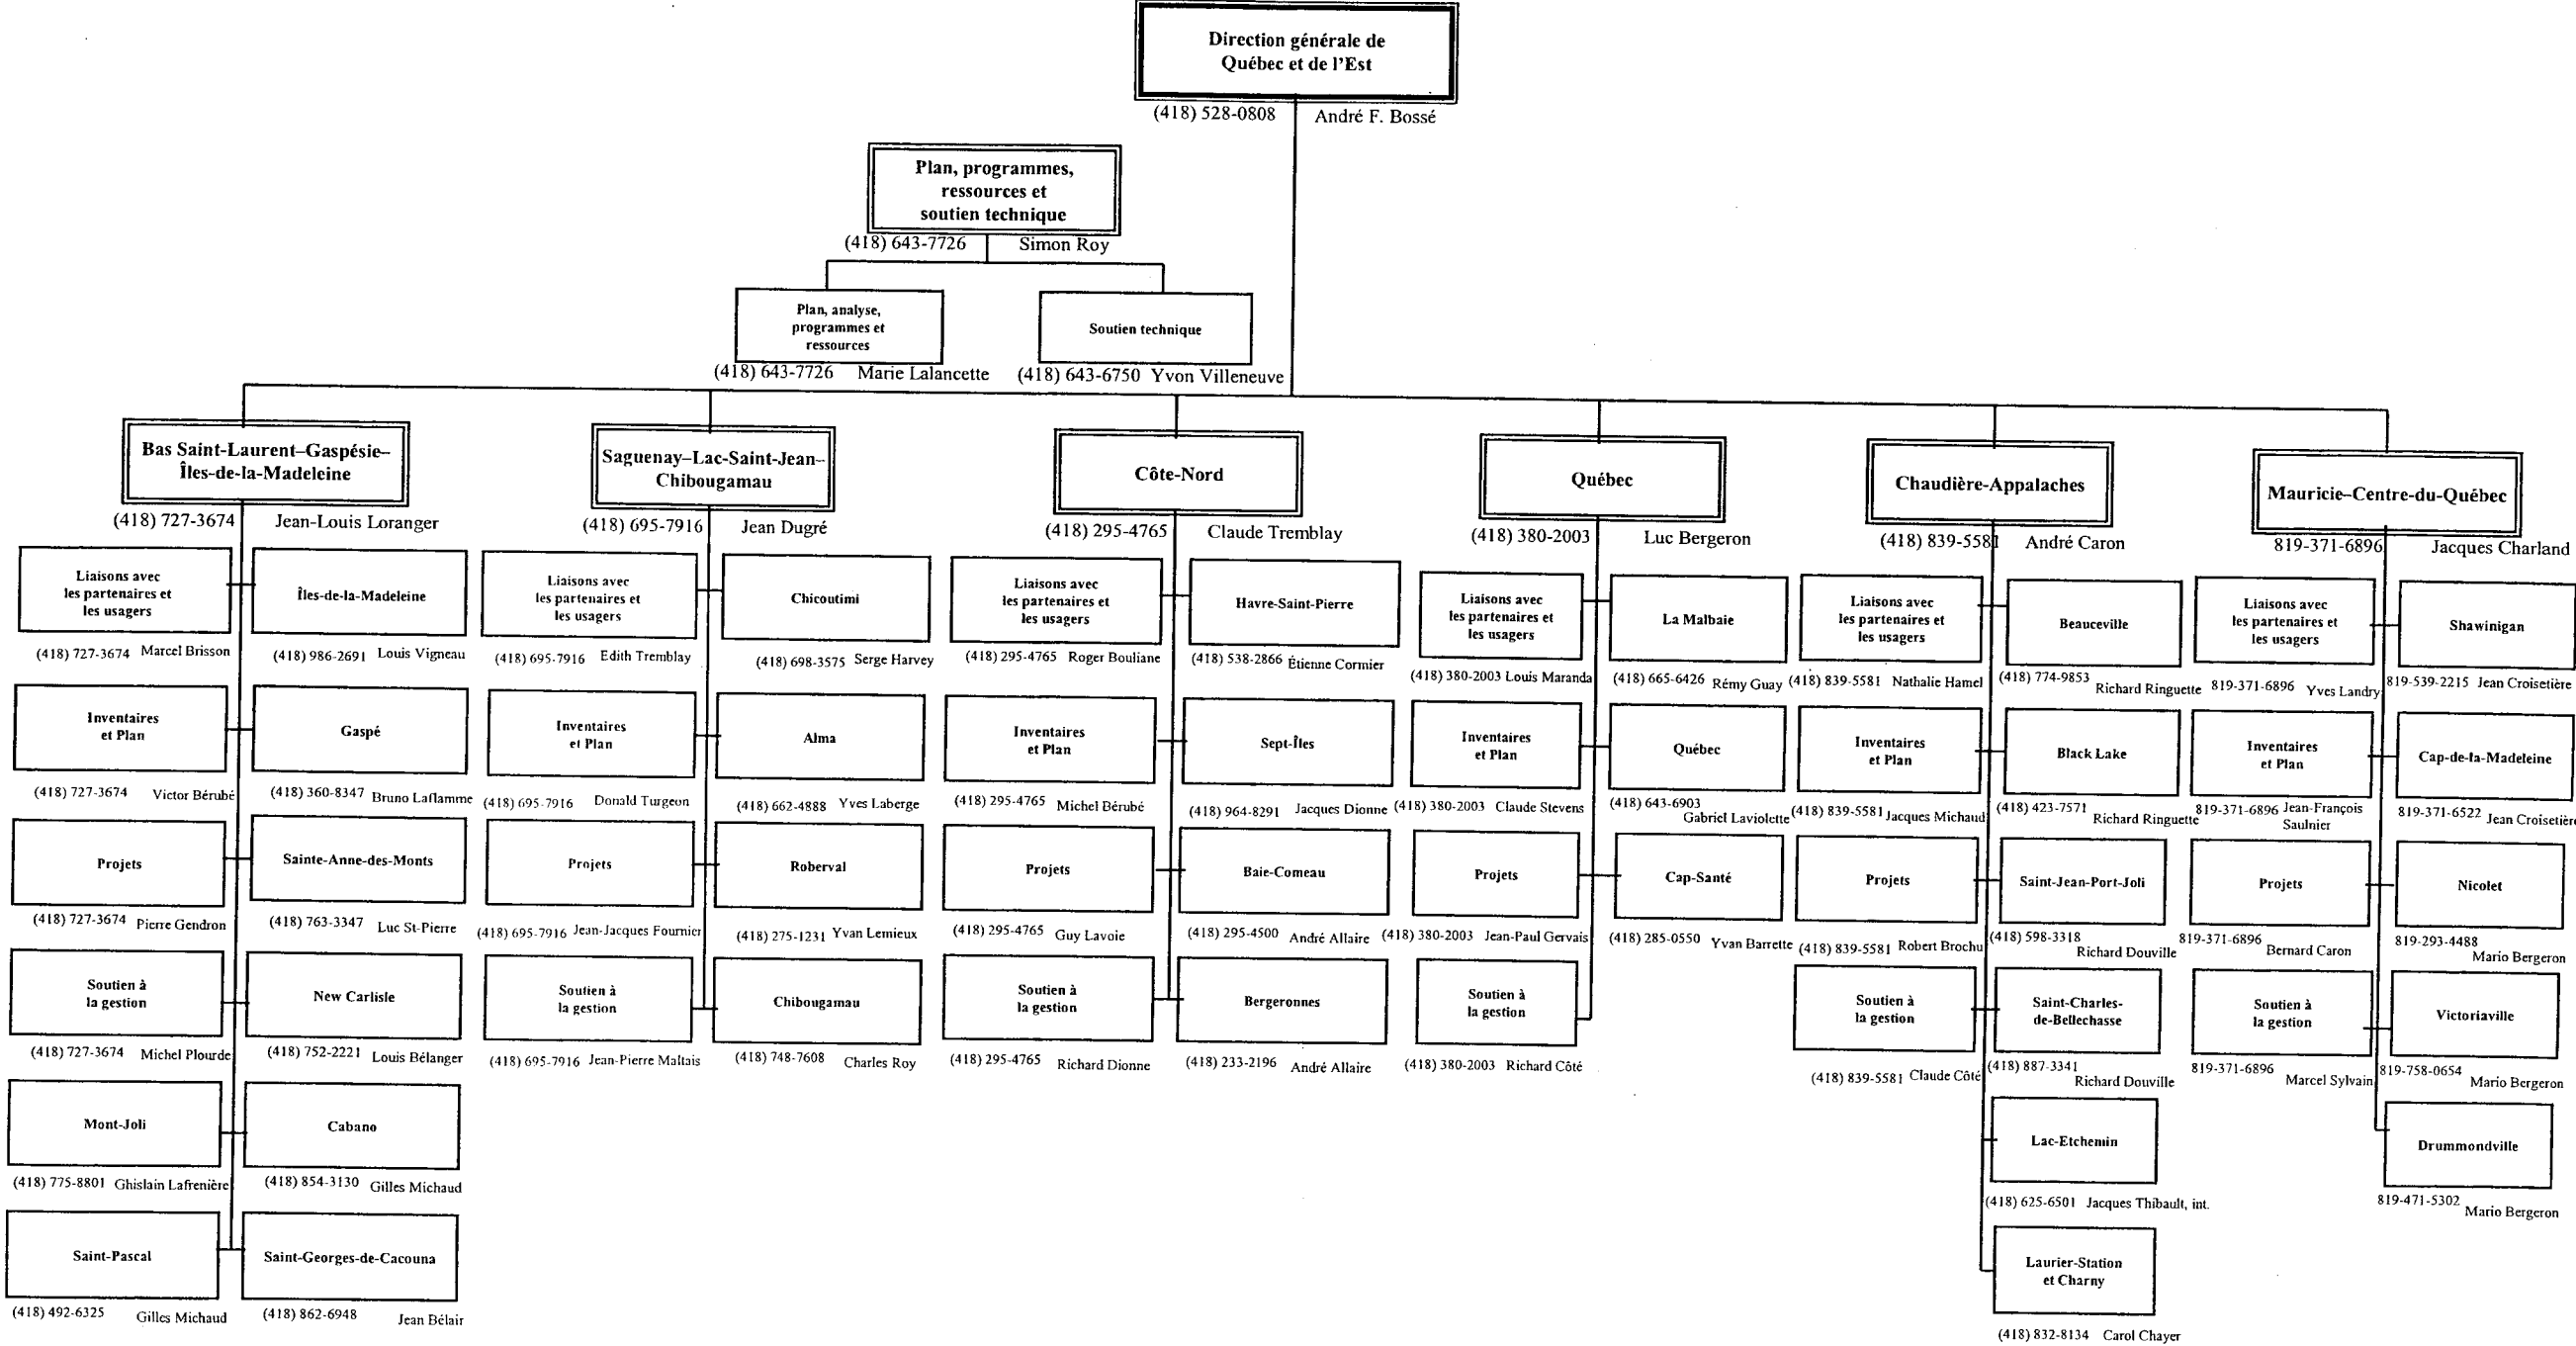 Direction générale de
Québec et de l'Est
(418) 528-0808 André F. Bossé
Plan, programmes,
ressources et
soutien technique
(418) 643-7726 Simon Roy
Plan, analyse,
programmes et
ressources
(418) 643-7726 Marie Lalancette
Soutien technique
(418) 643-6750 Yvon Villeneuve
Bas Saint-Laurent–Gaspésie–
Îles-de-la-Madeleine
(418) 727-3674 Jean-Louis Loranger
Liaisons avec
les partenaires et
les usagers
(418) 727-3674 Marcel Brisson
Îles-de-la-Madeleine
(418) 986-2691 Louis Vigneau
Inventaires
et Plan
(418) 727-3674 Victor Bérubé
Gaspé
(418) 360-8347 Bruno Laflamme
Projets
(418) 727-3674 Pierre Gendron
Sainte-Anne-des-Monts
(418) 763-3347 Luc St-Pierre
Soutien à
la gestion
(418) 727-3674 Michel Plourde
New Carlisle
(418) 752-2221 Louis Bélanger
Mont-Joli
(418) 775-8801 Ghislain Lafrenière
Cabano
(418) 854-3130 Gilles Michaud
Saint-Pascal
(418) 492-6325 Gilles Michaud
Saint-Georges-de-Cacouna
(418) 862-6948 Jean Bélair
Saguenay–Lac-Saint-Jean–
Chibougamau
(418) 695-7916 Jean Dugré
Liaisons avec
les partenaires et
les usagers
(418) 695-7916 Edith Tremblay
Chicoutimi
(418) 698-3575 Serge Harvey
Inventaires
et Plan
(418) 695-7916 Donald Turgeon
Alma
(418) 662-4888 Yves Laberge
Projets
(418) 695-7916 Jean-Jacques Fournier
Roberval
(418) 275-1231 Yvan Lemieux
Soutien à
la gestion
(418) 695-7916 Jean-Pierre Maltais
Chibougamau
(418) 748-7608 Charles Roy
Côte-Nord
(418) 295-4765 Claude Tremblay
Liaisons avec
les partenaires et
les usagers
(418) 295-4765 Roger Bouliane
Havre-Saint-Pierre
(418) 538-2866 Étienne Cormier
Inventaires
et Plan
(418) 295-4765 Michel Bérubé
Sept-Îles
(418) 964-8291 Jacques Dionne
Projets
(418) 295-4765 Guy Lavoie
Baie-Comeau
(418) 295-4500 André Allaire
Soutien à
la gestion
(418) 295-4765 Richard Dionne
Bergeronnes
(418) 233-2196 André Allaire
Québec
(418) 380-2003 Luc Bergeron
Liaisons avec
les partenaires et
les usagers
(418) 380-2003 Louis Maranda
La Malbaie
(418) 665-6426 Rémy Guay
Inventaires
et Plan
(418) 380-2003 Claude Stevens
Québec
(418) 643-6903
Gabriel Laviolette
Projets
(418) 380-2003 Jean-Paul Gervais
Cap-Santé
(418) 285-0550 Yvan Barrette
Soutien à
la gestion
(418) 380-2003 Richard Côté
Chaudière-Appalaches
(418) 839-5581 André Caron
Liaisons avec
les partenaires et
les usagers
(418) 839-5581 Nathalie Hamel
Beauceville
(418) 774-9853
Richard Ringuette
Inventaires
et Plan
(418) 839-5581 Jacques Michaud
Black Lake
(418) 423-7571
Richard Ringuette
Projets
(418) 839-5581 Robert Brochu
Saint-Jean-Port-Joli
(418) 598-3318
Richard Douville
Soutien à
la gestion
(418) 839-5581 Claude Côté
Saint-Charles-
de-Bellechasse
(418) 887-3341
Richard Douville
Lac-Etchemin
(418) 625-6501 Jacques Thibault, int.
Laurier-Station
et Charny
(418) 832-8134 Carol Chayer
Mauricie–Centre-du-Québec
819-371-6896 Jacques Charland
Liaisons avec
les partenaires et
les usagers
819-371-6896 Yves Landry
Shawinigan
819-539-2215 Jean Croisetière
Inventaires
et Plan
819-371-6896 Jean-François
Saulnier
Cap-de-la-Madeleine
819-371-6522 Jean Croisetière
Projets
819-371-6896
Bernard Caron
Nicolet
819-293-4488
Mario Bergeron
Soutien à
la gestion
819-371-6896
Marcel Sylvain
Victoriaville
819-758-0654
Mario Bergeron
Drummondville
819-471-5302
Mario Bergeron